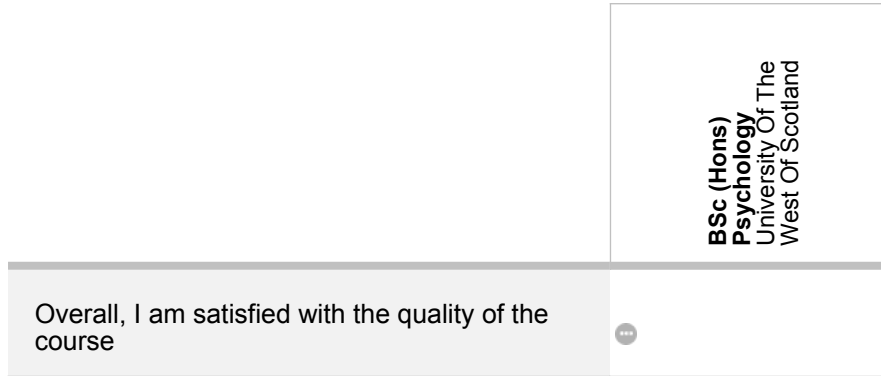 BSc (Hons)
Psychology
University Of The
West Of Scotland
Overall, I am satisfied with the quality of the
course